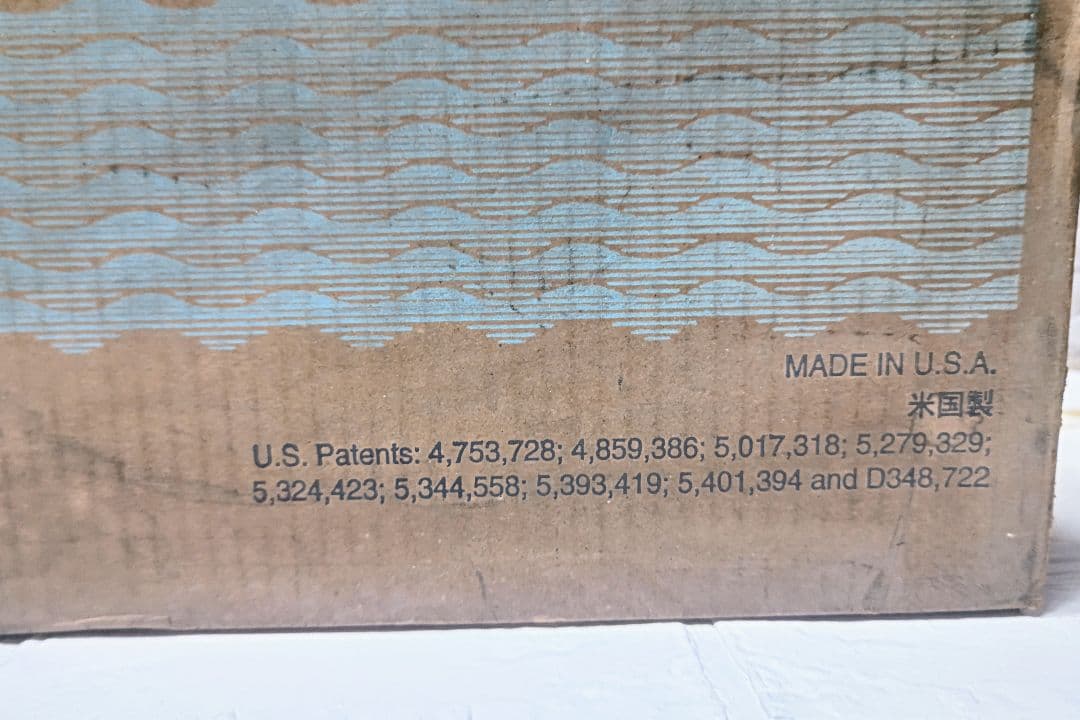 MADE IN U.S.A.
米国製
U.S. Patents: 4,753,728; 4,859,386; 5,017,318; 5,279,329;
5,324,423; 5,344,558; 5,393,419; 5,401,394 and D348,722